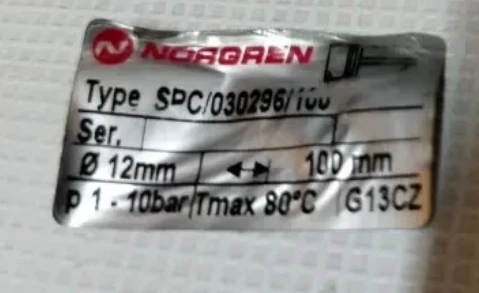 NORGREN
Type SPC/030296/100
Ser.
Ø 12mm 100 mm
p 1 - 10bar Tmax 80°C G13CZ